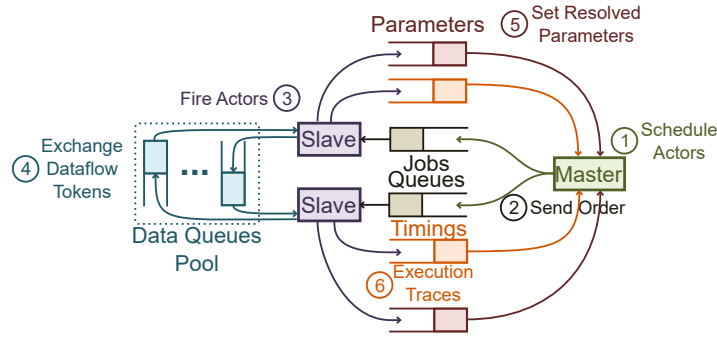 Parameters
5 Set Resolved
Parameters
Fire Actors 3
Slave
Jobs
Queues
1 Schedule
Actors
Master
4 Exchange
Dataflow
Tokens
...
Slave
2 Send Order
Data Queues
Pool
Timings
6 Execution
Traces